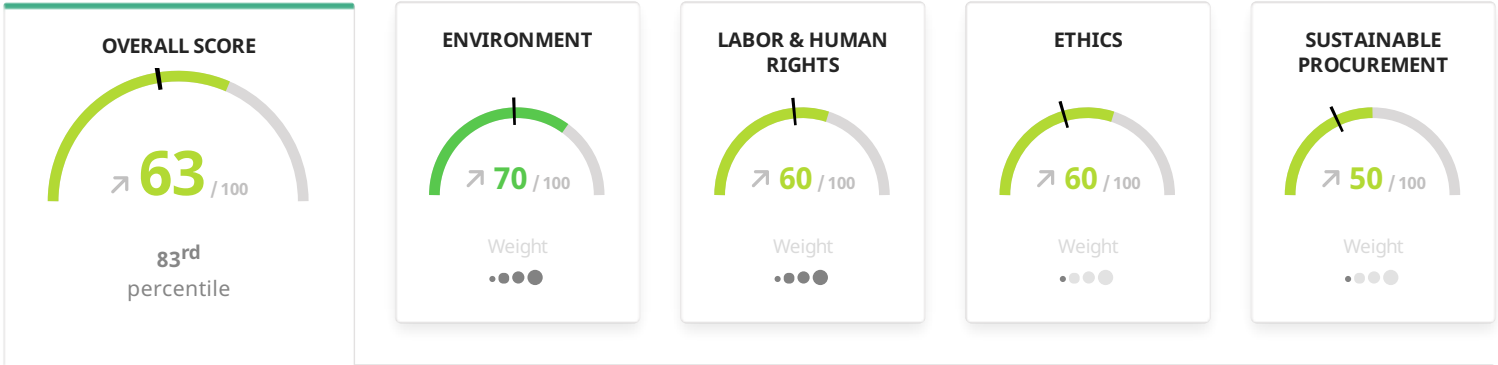 OVERALL SCORE
63 / 100
83rd
percentile
ENVIRONMENT
70 / 100
Weight
LABOR & HUMAN
RIGHTS
60 / 100
Weight
ETHICS
60 / 100
Weight
SUSTAINABLE
PROCUREMENT
50 / 100
Weight